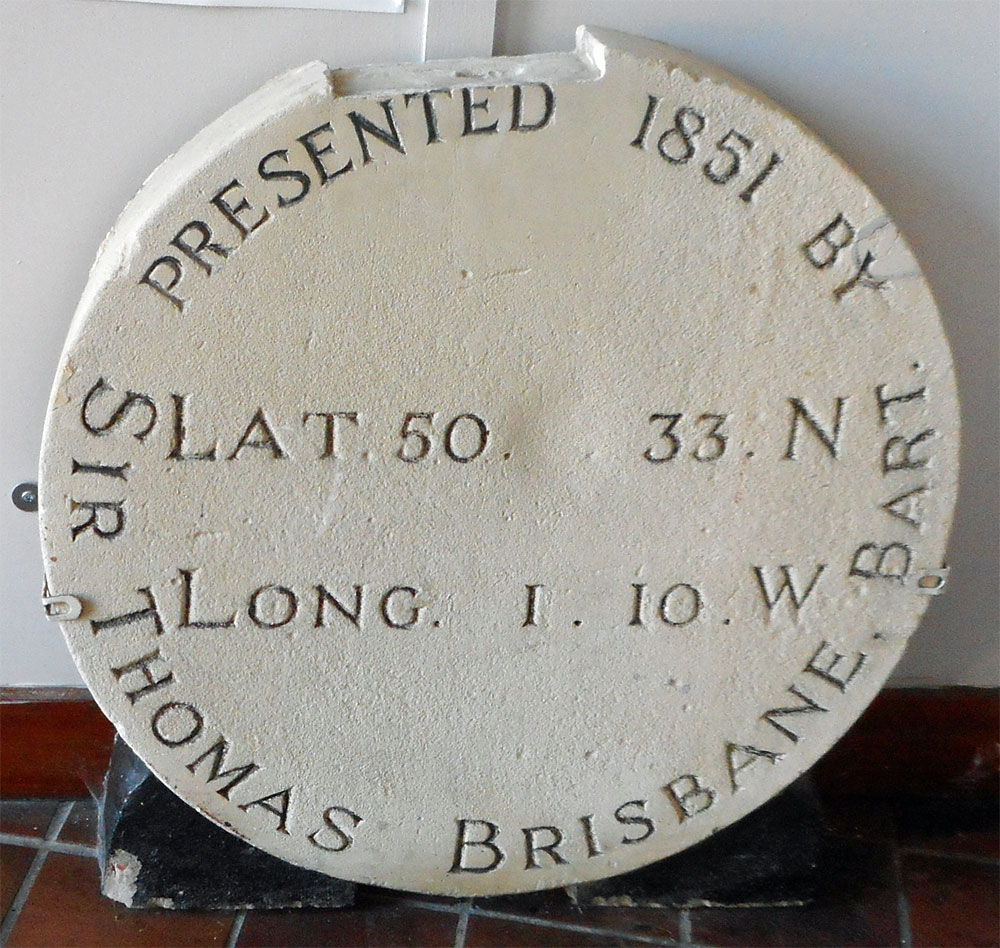 PRESENTED 1851 BY
SIR THOMAS BRISBANE, BART.
LAT. 50. 33. N
LONG. 1. 10. W